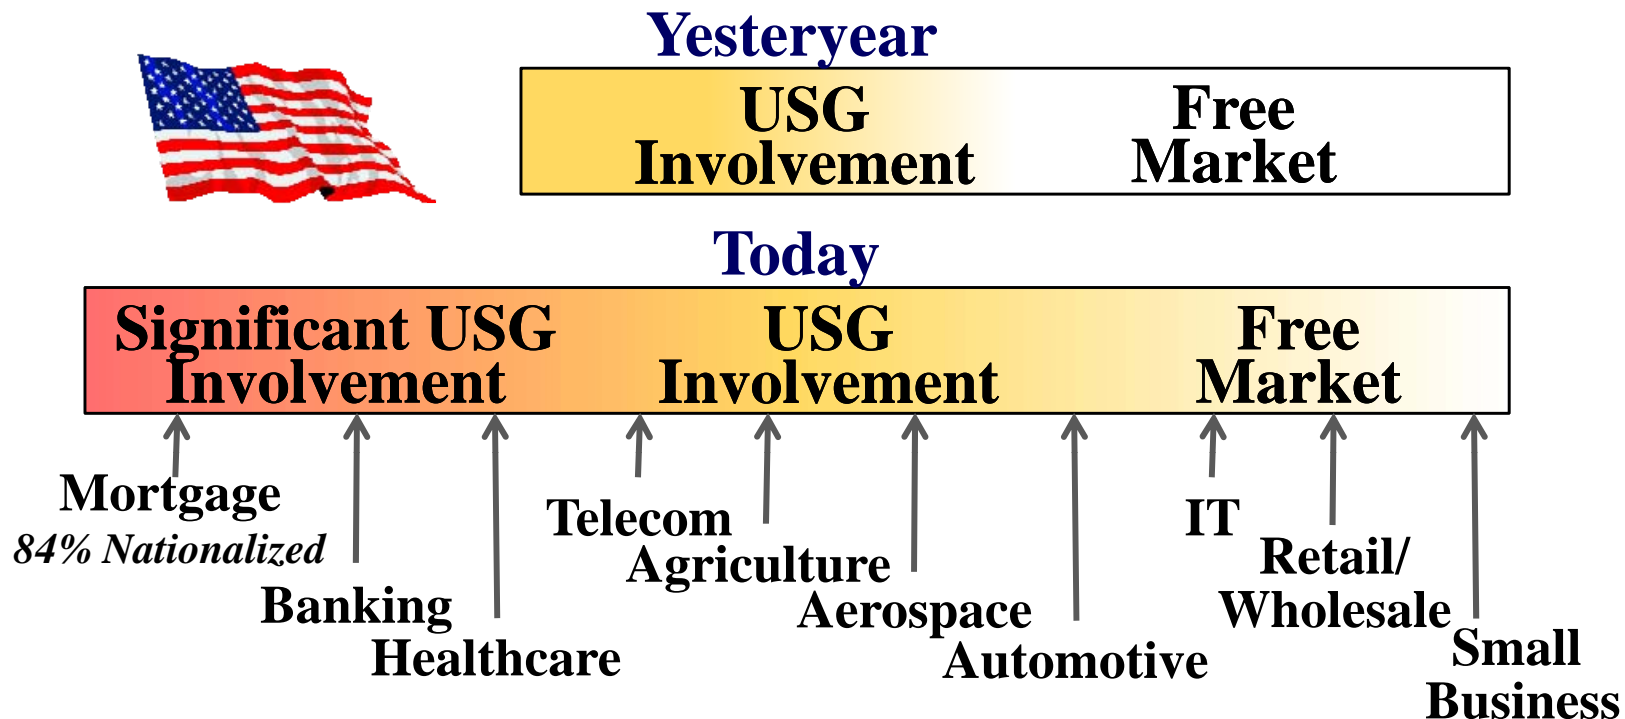 Yesteryear
USG
Involvement
Free
Market
Today
Significant USG
Involvement
USG
Involvement
Free
Market
Mortgage
84% Nationalized
Banking
Healthcare
Telecom
Agriculture
Aerospace
Automotive
IT
Retail/
Wholesale
Small
Business